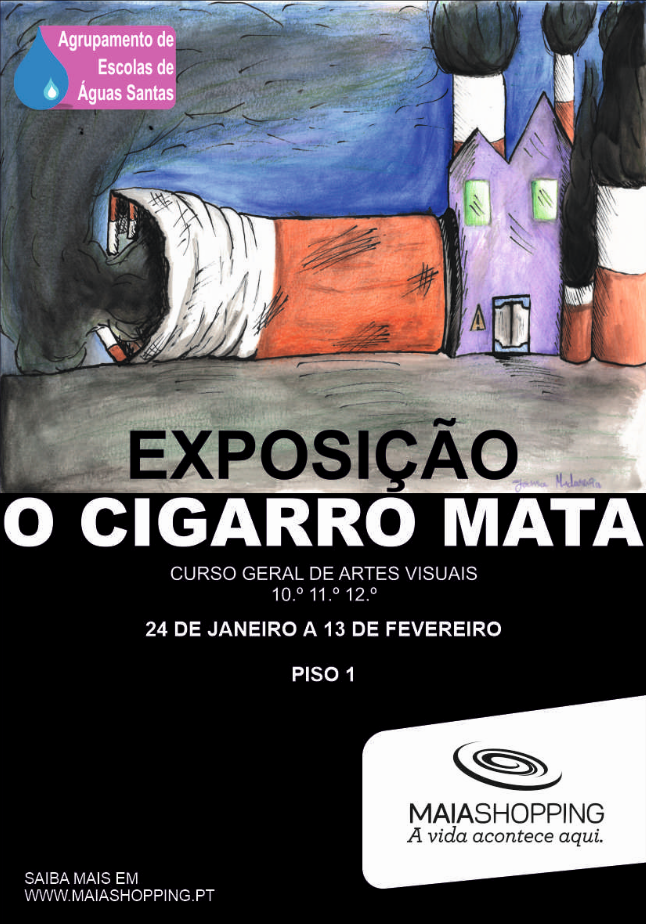 Agrupamento de
Escolas de
Águas Santas
EXPOSIÇÃO
O CIGARRO MATA
CURSO GERAL DE ARTES VISUAIS
10.º 11.º 12.º
24 DE JANEIRO A 13 DE FEVEREIRO
PISO 1
MAIASHOPPING
A vida acontece aqui.
SAIBA MAIS EM
WWW.MAIASHOPPING.PT